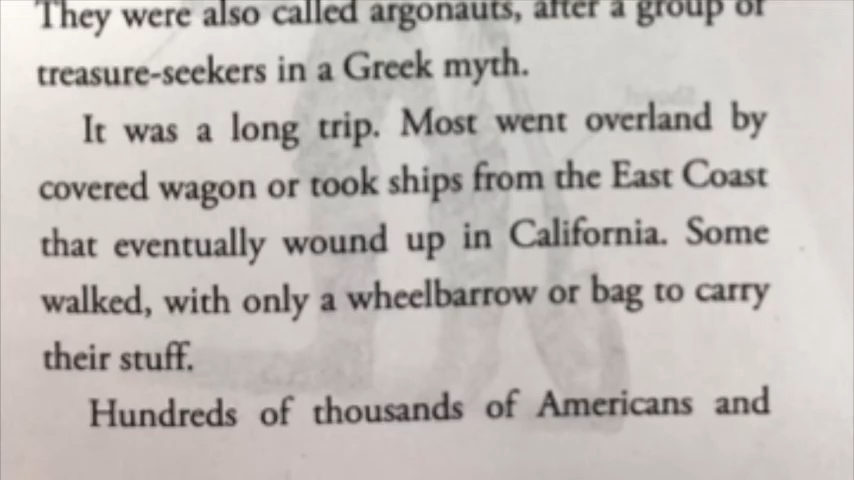 They were also called argonauts, after a group of
treasure-seekers in a Greek myth.
It was a long trip. Most went overland by
covered wagon or took ships from the East Coast
that eventually wound up in California. Some
walked, with only a wheelbarrow or bag to carry
their stuff.
Hundreds of thousands of Americans and